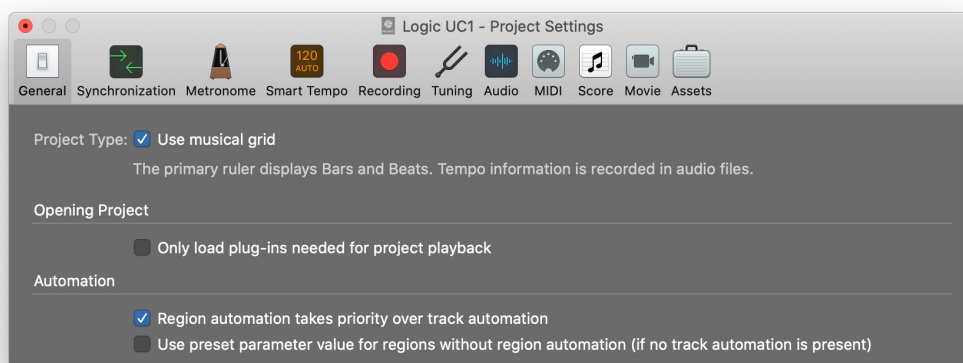 Logic UC1 - Project Settings
120
AUTO
General Synchronization Metronome Smart Tempo Recording Tuning Audio MIDI Score Movie Assets
Project Type: Use musical grid
The primary ruler displays Bars and Beats. Tempo information is recorded in audio files.
Opening Project
Only load plug-ins needed for project playback
Automation
Region automation takes priority over track automation
Use preset parameter value for regions without region automation (if no track automation is present)